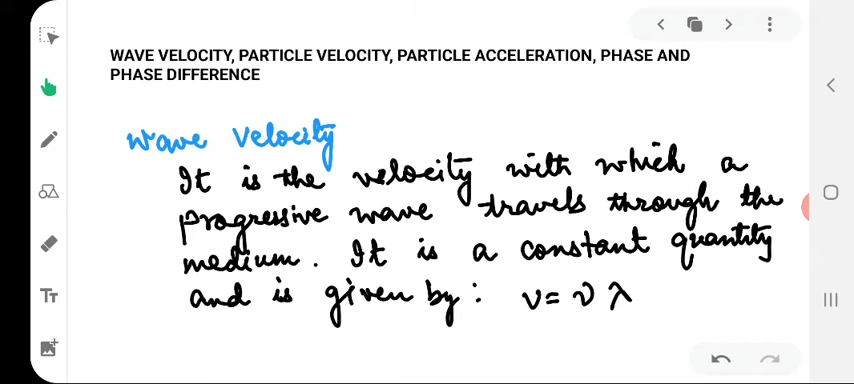 WAVE VELOCITY, PARTICLE VELOCITY, PARTICLE ACCELERATION, PHASE AND
PHASE DIFFERENCE
Wave Velocity
It is the velocity with which a
progressive wave travels through the
medium. It is a constant quantity
and is given by: v = ν λ
Tт